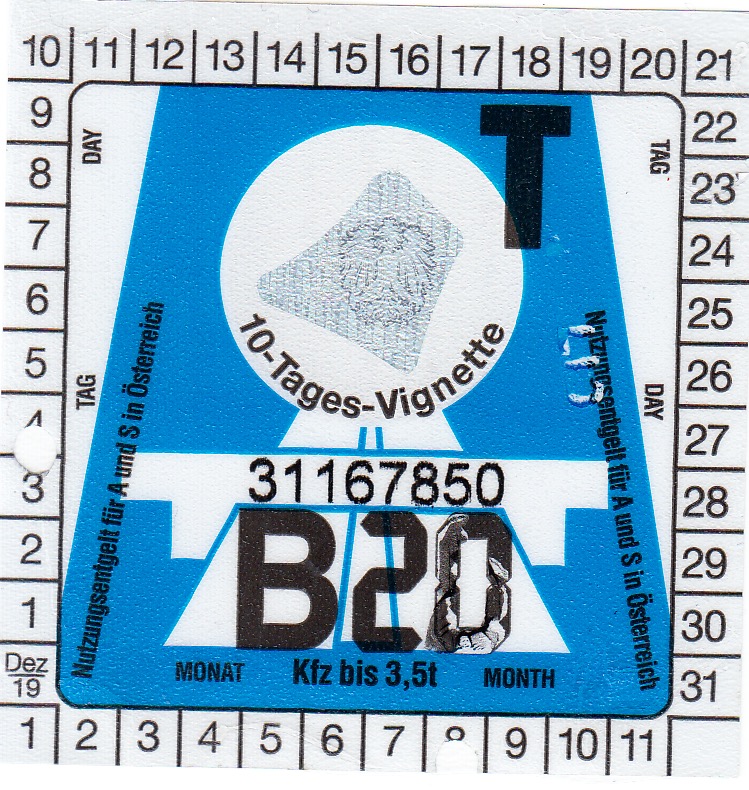 10 11 12 13 14 15 16 17 18 19 20 21
9 22
8 23
7 24
6 25
5 26
4 27
3 28
2 29
1 30
Dez
19 31
1 2 3 4 5 6 7 8 9 10 11
DAY
TAG
TAG
DAY
T
10-Tages-Vignette
Nutzungsentgelt für A und S in Österreich
Nutzungsentgelt für A und S in Österreich
31167850
B20
MONAT Kfz bis 3,5t MONTH